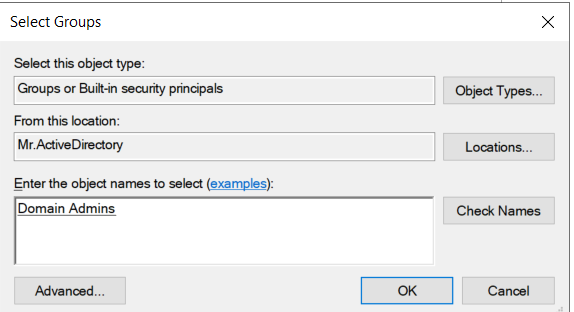 Select Groups
Select this object type:
Groups or Built-in security principals
Object Types...
From this location:
Mr.ActiveDirectory
Locations...
Enter the object names to select (examples):
Domain Admins
Check Names
Advanced...
OK
Cancel